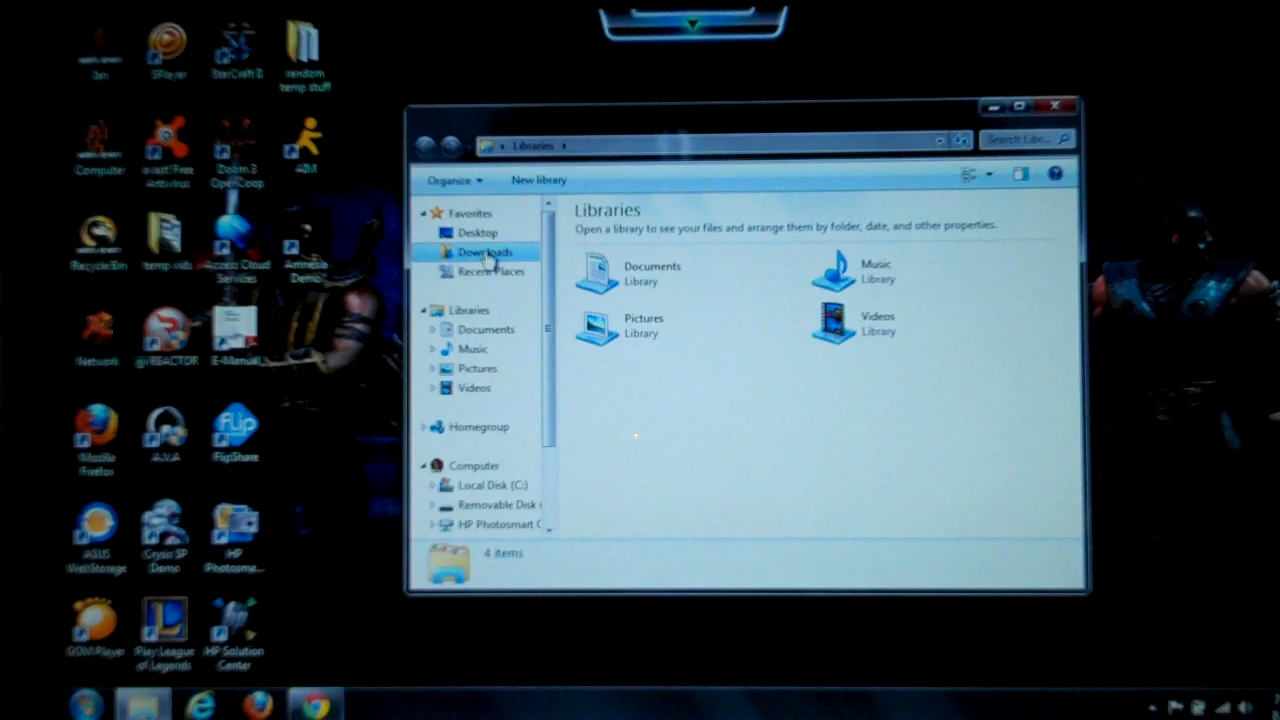 SPlayer
StarCraft II
random
temp stuff
Computer
avast! Free
Antivirus
Doom 3
OpenCoop
AIM
Recycle Bin
temp vids
Access Cloud
Services
Amnesia
Demo
Network
E-Manual
Mozilla
Firefox
A.V.A
FlipShare
ASUS
WebStorage
Crysis SP
Demo
HP
Photosma...
GOM Player
Play League
of Legends
HP Solution
Center
Libraries
Search Libr...
Organize
New library
Favorites
Desktop
Downloads
Recent Places
Libraries
Documents
Music
Pictures
Videos
Homegroup
Computer
Local Disk (C:)
Removable Disk (
HP Photosmart C
Libraries
Open a library to see your files and arrange them by folder, date, and other properties.
Documents
Library
Music
Library
Pictures
Library
Videos
Library
4 items